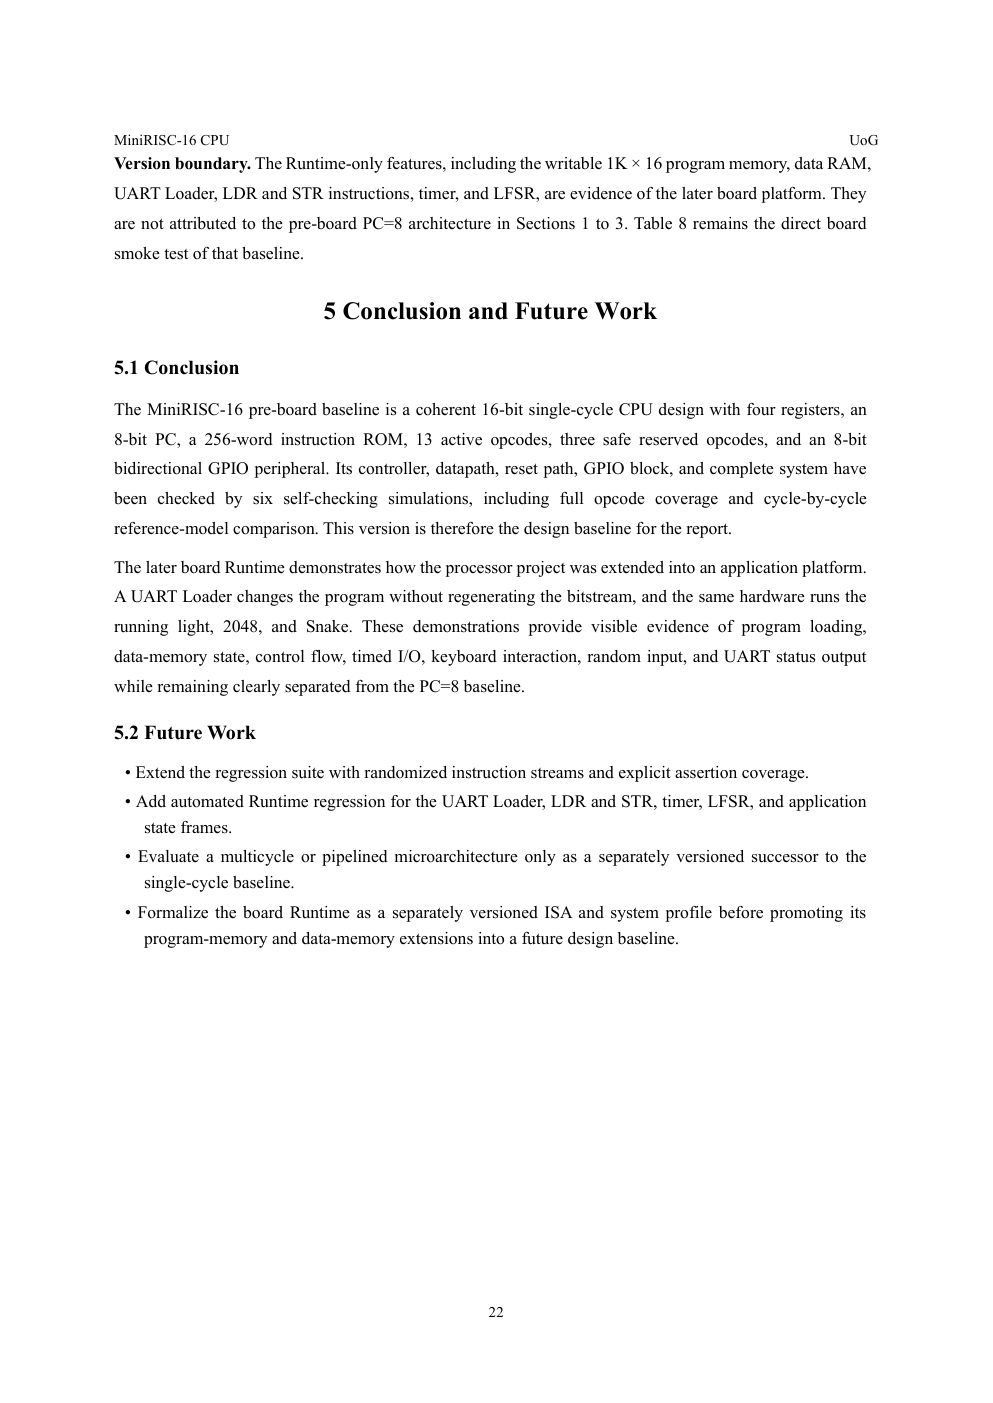 MiniRISC-16 CPU UoG
Version boundary. The Runtime-only features, including the writable 1K × 16 program memory, data RAM,
UART Loader, LDR and STR instructions, timer, and LFSR, are evidence of the later board platform. They
are not attributed to the pre-board PC=8 architecture in Sections 1 to 3. Table 8 remains the direct board
smoke test of that baseline.
5 Conclusion and Future Work
5.1 Conclusion
The MiniRISC-16 pre-board baseline is a coherent 16-bit single-cycle CPU design with four registers, an
8-bit PC, a 256-word instruction ROM, 13 active opcodes, three safe reserved opcodes, and an 8-bit
bidirectional GPIO peripheral. Its controller, datapath, reset path, GPIO block, and complete system have
been checked by six self-checking simulations, including full opcode coverage and cycle-by-cycle
reference-model comparison. This version is therefore the design baseline for the report.
The later board Runtime demonstrates how the processor project was extended into an application platform.
A UART Loader changes the program without regenerating the bitstream, and the same hardware runs the
running light, 2048, and Snake. These demonstrations provide visible evidence of program loading,
data-memory state, control flow, timed I/O, keyboard interaction, random input, and UART status output
while remaining clearly separated from the PC=8 baseline.
5.2 Future Work
• Extend the regression suite with randomized instruction streams and explicit assertion coverage.
• Add automated Runtime regression for the UART Loader, LDR and STR, timer, LFSR, and application
state frames.
• Evaluate a multicycle or pipelined microarchitecture only as a separately versioned successor to the
single-cycle baseline.
• Formalize the board Runtime as a separately versioned ISA and system profile before promoting its
program-memory and data-memory extensions into a future design baseline.
22